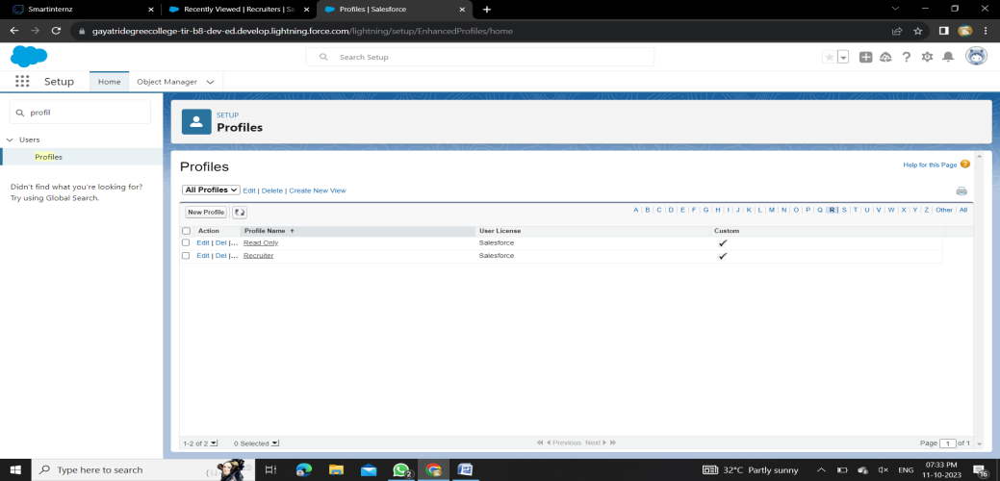 Smartinternz
Recently Viewed | Recruiters | Sa
Profiles | Salesforce
gayatridegreecollege-tir-b8-dev-ed.develop.lightning.force.com/lightning/setup/EnhancedProfiles/home
Search Setup
Setup Home Object Manager
profil
Users
Profiles
Didn't find what you're looking for?
Try using Global Search.
SETUP
Profiles
Profiles
Help for this Page
All Profiles Edit | Delete | Create New View
New Profile A | B | C | D | E | F | G | H | I | J | K | L | M | N | O | P | Q | R | S | T | U | V | W | X | Y | Z | Other | All
Action Profile Name ↑ User License Custom
Edit | Del |... Read Only Salesforce ✓
Edit | Del |... Recruiter Salesforce ✓
1-2 of 2 0 Selected Previous Next Page 1 of 1
Type here to search
2
32°C Partly sunny
ENG
07:33 PM
11-10-2023
16